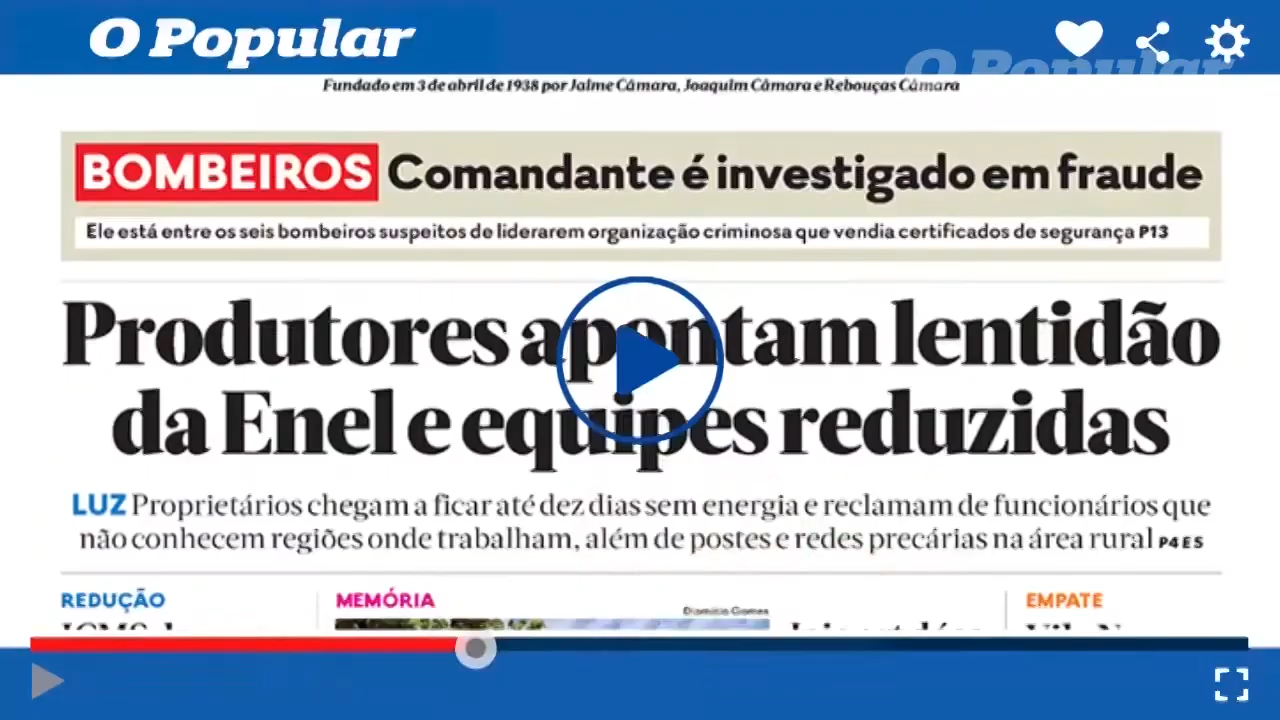 O Popular
O Popular
Fundado em 3 de abril de 1938 por Jaime Câmara, Joaquim Câmara e Rebouças Câmara
BOMBEIROS Comandante é investigado em fraude
Ele está entre os seis bombeiros suspeitos de liderarem organização criminosa que vendia certificados de segurança P13
Produtores apontam lentidão
da Enel e equipes reduzidas
LUZ Proprietários chegam a ficar até dez dias sem energia e reclamam de funcionários que
não conhecem regiões onde trabalham, além de postes e redes precárias na área rural P4 E 5
REDUÇÃO
MEMÓRIA
Diomício Gomes
EMPATE